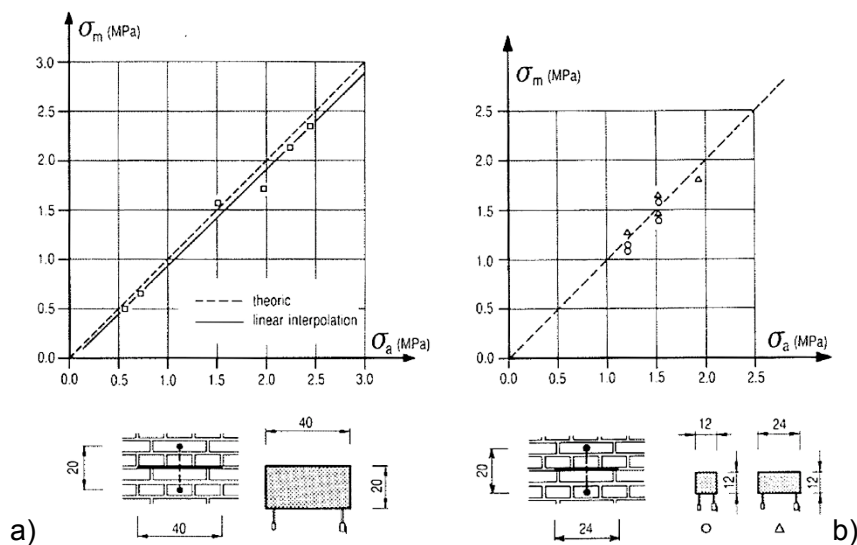 σm (MPa)
3.0
2.5
2.0
1.5
1.0
0.5
0.0
0.0 0.5 1.0 1.5 2.0 2.5 3.0
σa (MPa)
theoric
linear interpolation
20
40
40
20
a)
σm (MPa)
2.5
2.0
1.5
1.0
0.5
0.0
0.0 0.5 1.0 1.5 2.0 2.5
σa (MPa)
20
24
12 24
12 12
b)